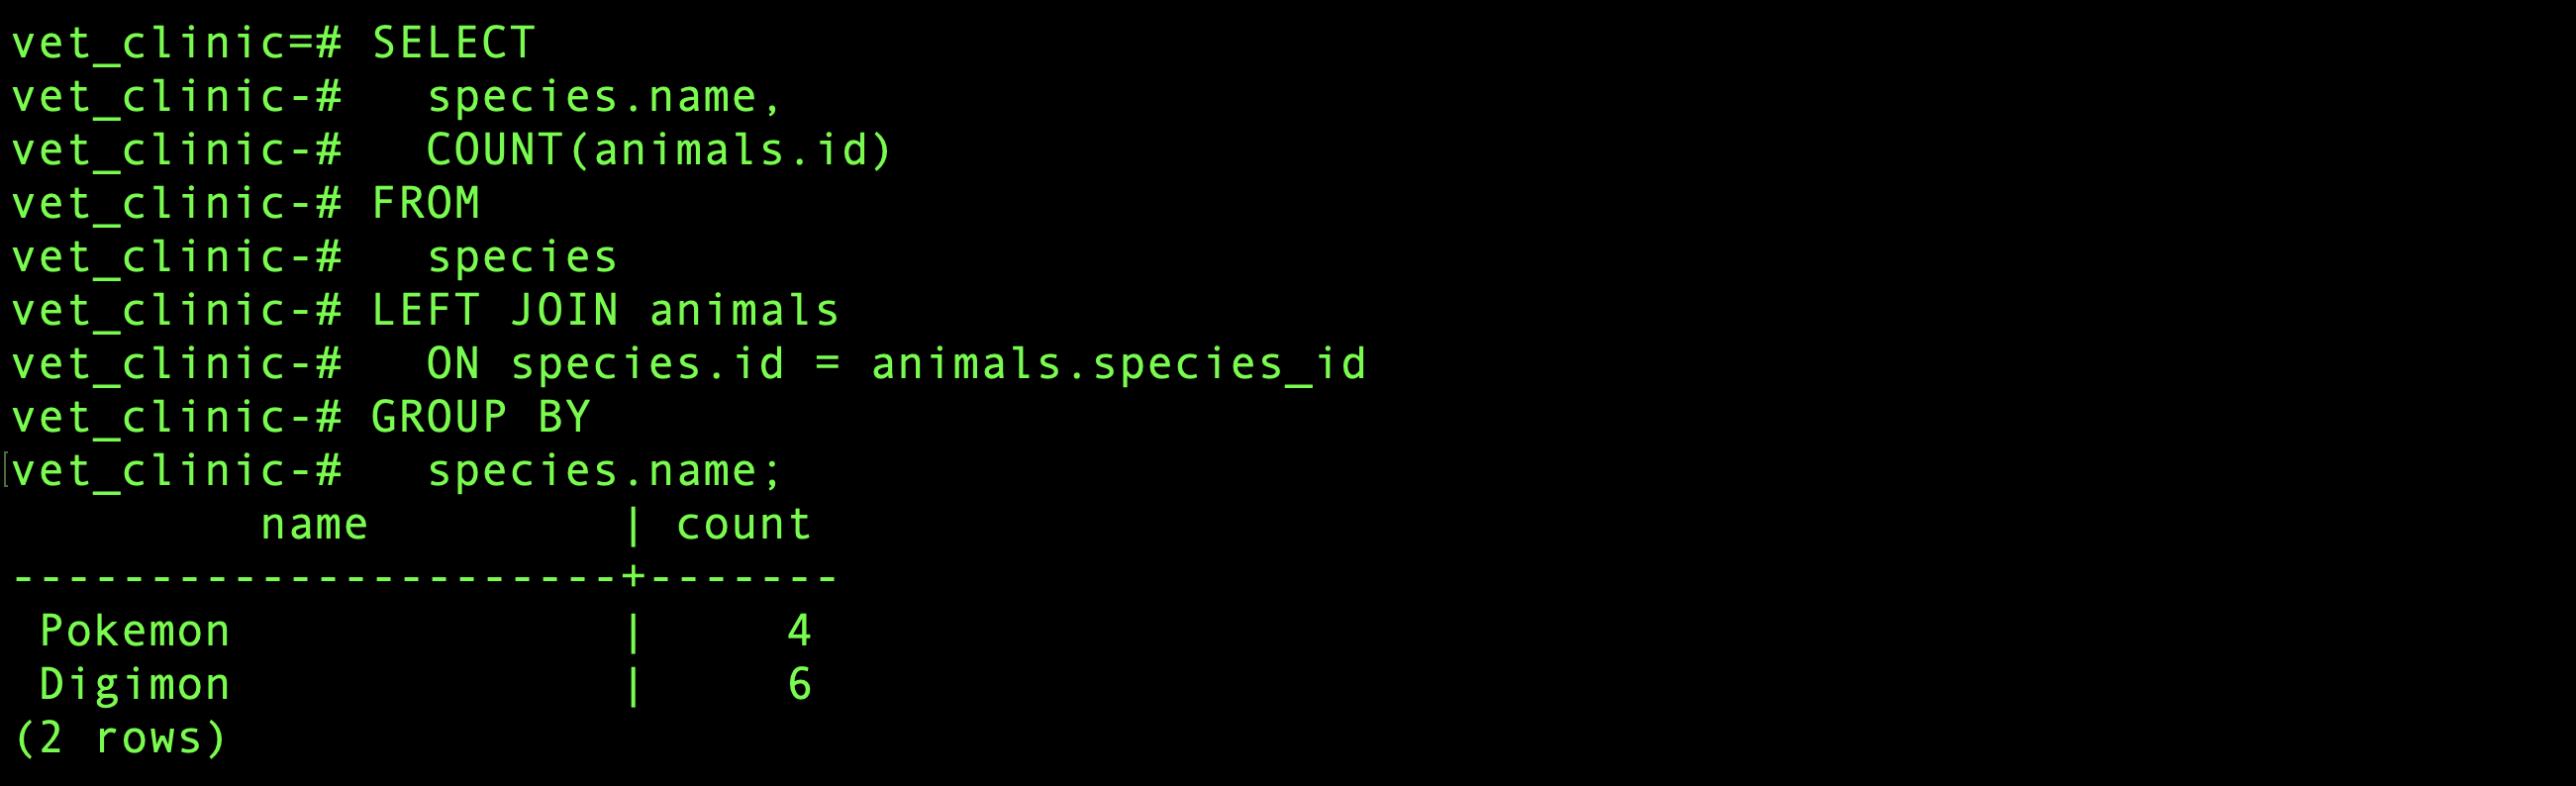 vet_clinic=# SELECT
vet_clinic-#   species.name,
vet_clinic-#   COUNT(animals.id)
vet_clinic-# FROM
vet_clinic-#   species
vet_clinic-# LEFT JOIN animals
vet_clinic-#   ON species.id = animals.species_id
vet_clinic-# GROUP BY
[vet_clinic-#   species.name;
         name         | count
----------------------+-------
 Pokemon              |     4
 Digimon              |     6
(2 rows)